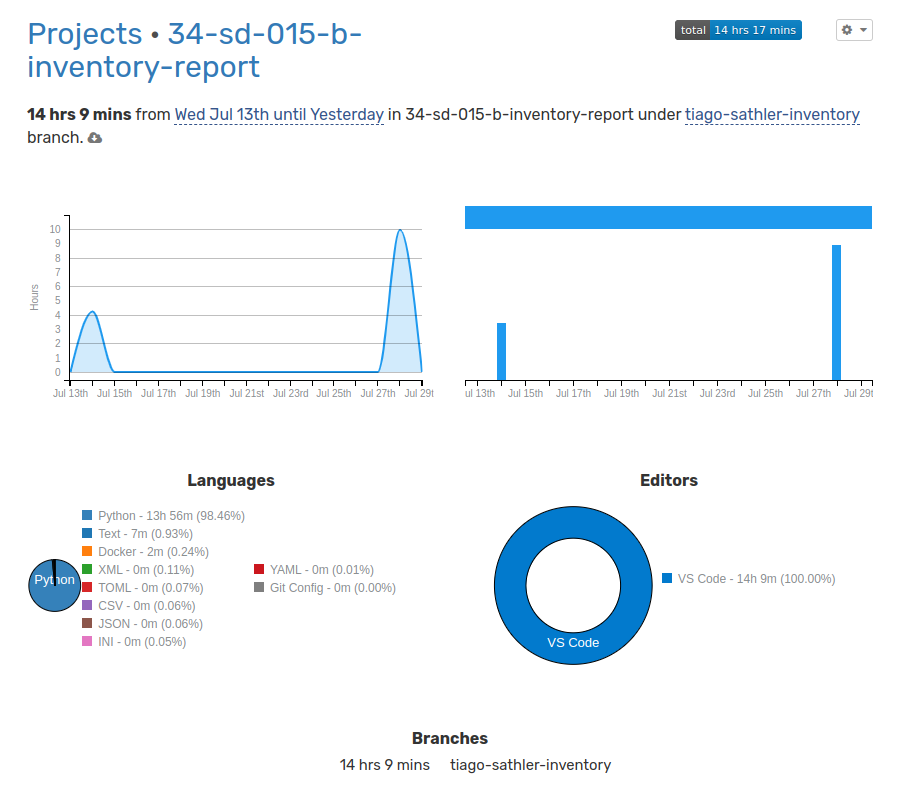 Projects • 34-sd-015-b-
inventory-report
total 14 hrs 17 mins
14 hrs 9 mins from Wed Jul 13th until Yesterday in 34-sd-015-b-inventory-report under tiago-sathler-inventory
branch.
Hours
10
9
8
7
6
5
4
3
2
1
0
Jul 13th Jul 15th Jul 17th Jul 19th Jul 21st Jul 23rd Jul 25th Jul 27th Jul 29t
ul 13th Jul 15th Jul 17th Jul 19th Jul 21st Jul 23rd Jul 25th Jul 27th Jul 29t
Languages
Python
Python - 13h 56m (98.46%)
Text - 7m (0.93%)
Docker - 2m (0.24%)
XML - 0m (0.11%)
TOML - 0m (0.07%)
CSV - 0m (0.06%)
JSON - 0m (0.06%)
INI - 0m (0.05%)
YAML - 0m (0.01%)
Git Config - 0m (0.00%)
Editors
VS Code
VS Code - 14h 9m (100.00%)
Branches
14 hrs 9 mins tiago-sathler-inventory